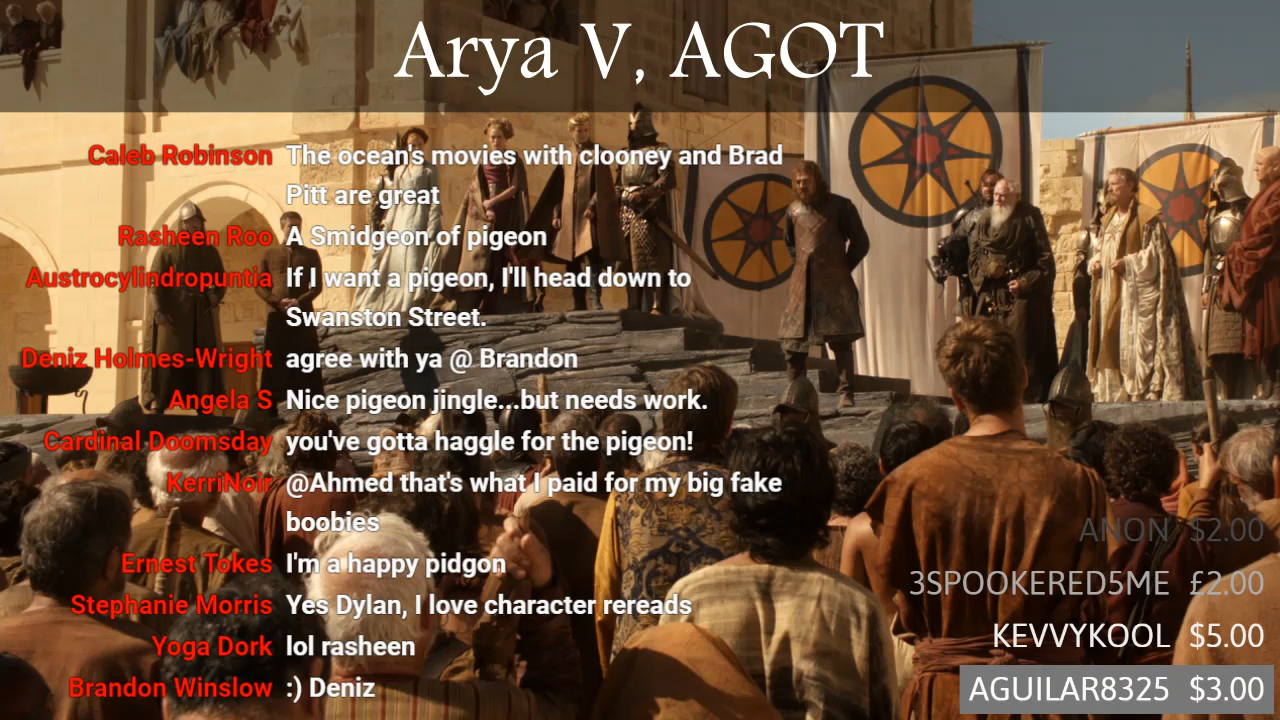 Arya V, AGOT
Caleb Robinson The ocean's movies with clooney and Brad
Pitt are great
Rasheen Roo A Smidgeon of pigeon
Austrocylindropuntia If I want a pigeon, I'll head down to
Swanston Street.
Deniz Holmes-Wright agree with ya @ Brandon
Angela S Nice pigeon jingle...but needs work.
Cardinal Doomsday you've gotta haggle for the pigeon!
KerriNoir @Ahmed that's what I paid for my big fake
boobies
Ernest Tokes I'm a happy pidgon
Stephanie Morris Yes Dylan, I love character rereads
Yoga Dork lol rasheen
Brandon Winslow :) Deniz
ANON $2.00
3SPOOKERED5ME £2.00
KEVVYKOOL $5.00
AGUILAR8325 $3.00